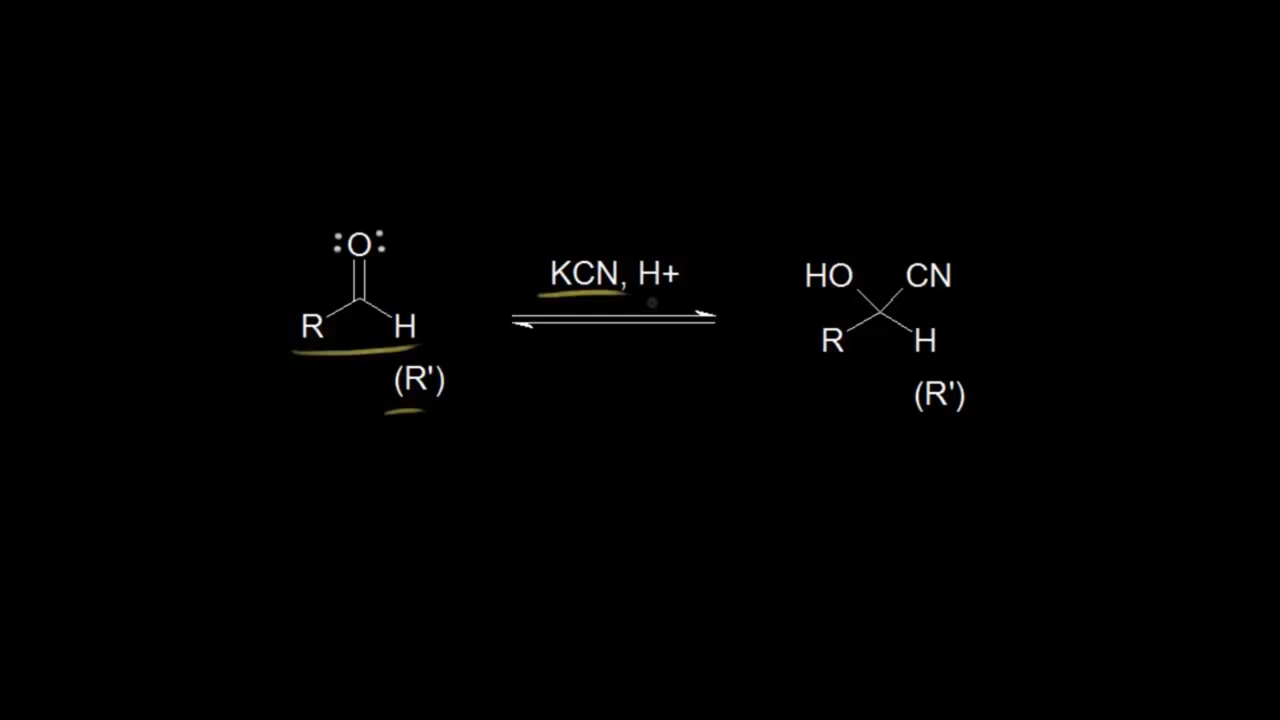 :O:
R H
(R')
KCN, H+
HO CN
R H
(R')